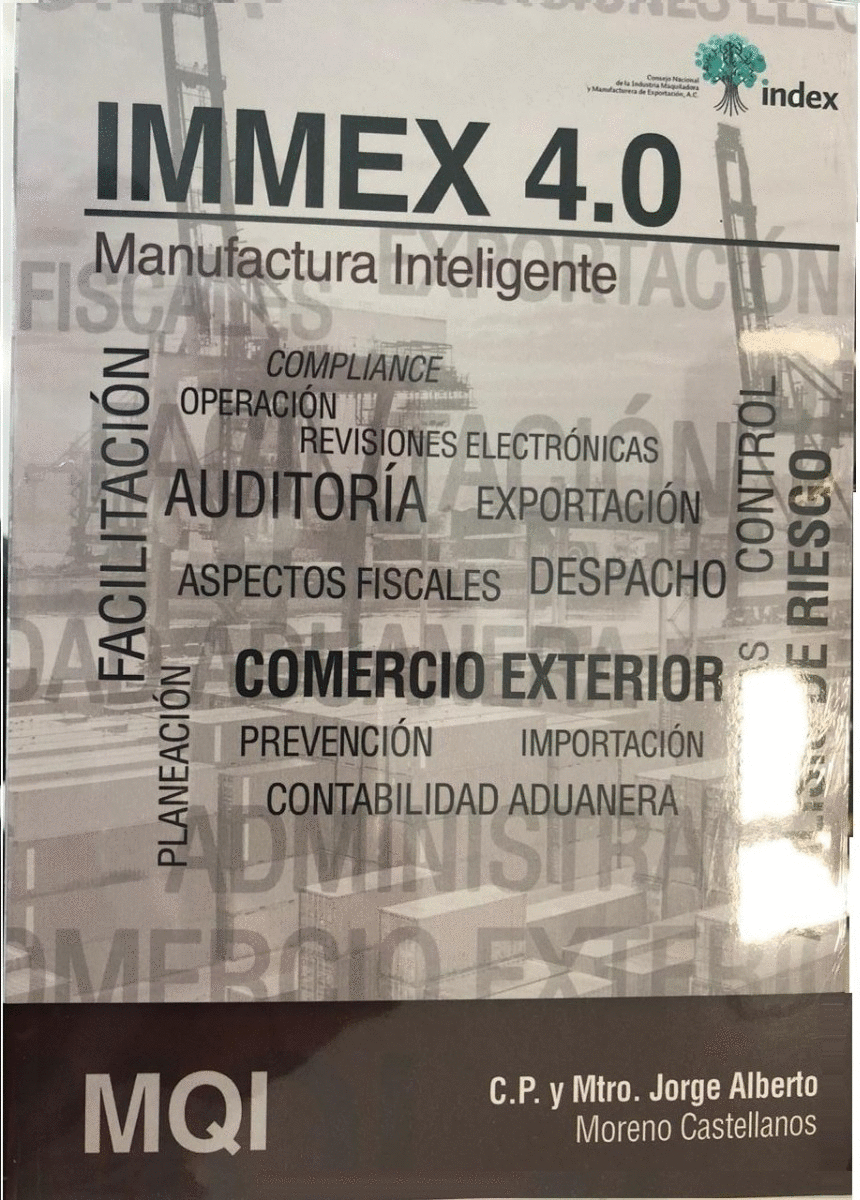 Consejo Nacional
de la Industria Maquiladora
y Manufacturera de Exportación, A.C.
index
IMMEX 4.0
Manufactura Inteligente
EXPORTACIÓN
FISCALES
FACILITACIÓN
COMPLIANCE
OPERACIÓN
REVISIONES ELECTRÓNICAS
AUDITORÍA
EXPORTACIÓN
CONTROL
DE RIESGO
ASPECTOS FISCALES
DESPACHO
COMERCIO EXTERIOR
PLANEACIÓN
PREVENCIÓN
IMPORTACIÓN
CONTABILIDAD ADUANERA
ADMINISTRA
OMERCIO EXTERIO
MQI
C.P. y Mtro. Jorge Alberto
Moreno Castellanos